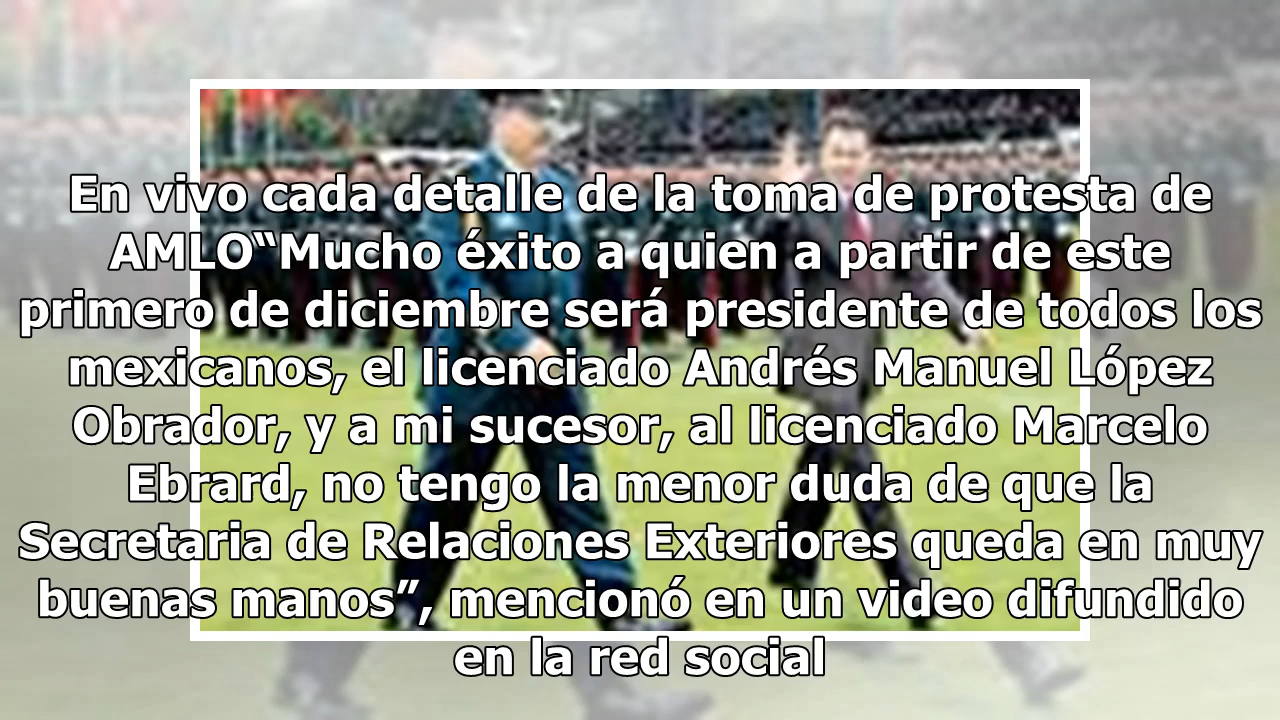 En vivo cada detalle de la toma de protesta de
AMLO“Mucho éxito a quien a partir de este
primero de diciembre será presidente de todos los
mexicanos, el licenciado Andrés Manuel López
Obrador, y a mi sucesor, al licenciado Marcelo
Ebrard, no tengo la menor duda de que la
Secretaria de Relaciones Exteriores queda en muy
buenas manos”, mencionó en un video difundido
en la red social